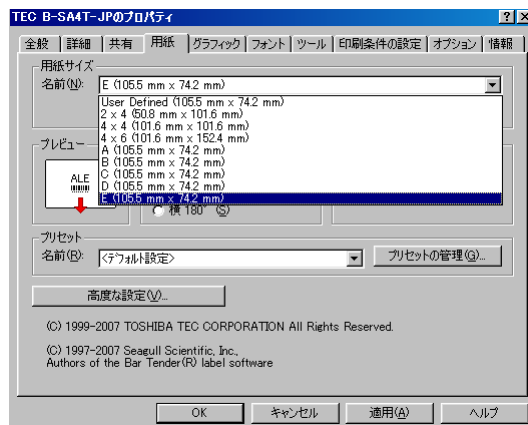 TEC B-SA4T-JPのプロパティ
全般 詳細 共有 用紙 グラフィック フォント ツール 印刷条件の設定 オプション 情報
用紙サイズ
名前(N): E (105.5 mm x 74.2 mm)
User Defined (105.5 mm x 74.2 mm)
2 x 4 (50.8 mm x 101.6 mm)
4 x 4 (101.6 mm x 101.6 mm)
4 x 6 (101.6 mm x 152.4 mm)
A (105.5 mm x 74.2 mm)
B (105.5 mm x 74.2 mm)
C (105.5 mm x 74.2 mm)
D (105.5 mm x 74.2 mm)
E (105.5 mm x 74.2 mm)
プレビュー
ALE
横 180° (S)
プリセット
名前(R): <デフォルト設定> プリセットの管理(G)...
高度な設定(V)...
(C) 1999-2007 TOSHIBA TEC CORPORATION All Rights Reserved.
(C) 1997-2007 Seagull Scientific, Inc.,
Authors of the Bar Tender(R) label software
OK キャンセル 適用(A) ヘルプ